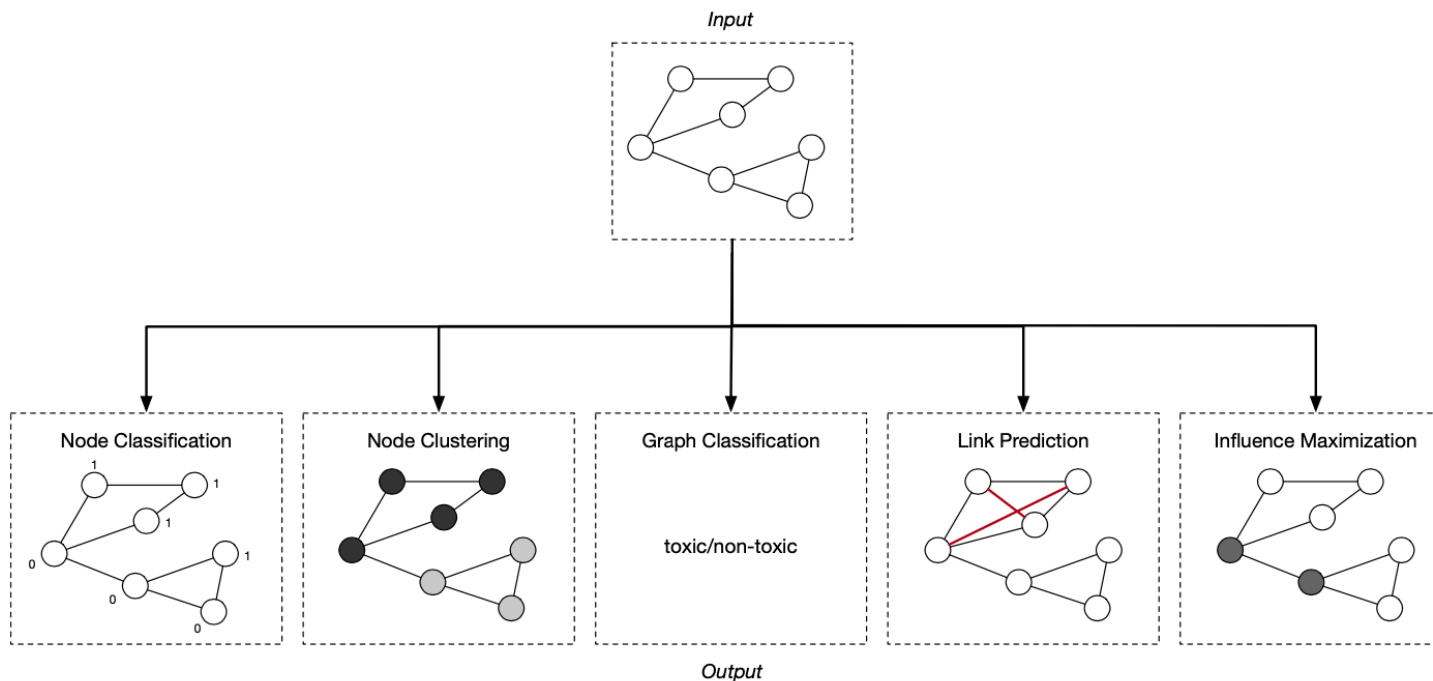 Input
Node Classification
Node Clustering
Graph Classification
Link Prediction
Influence Maximization
1
1
1
0
1
0
0
toxic/non-toxic
Output